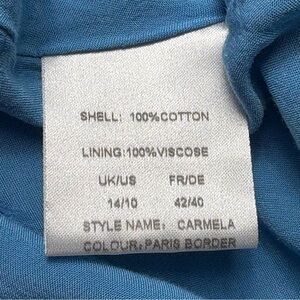 SHELL: 100%COTTON
LINING:100%VISCOSE
UK/US FR/DE
14/10 42/40
STYLE NAME: CARMELA
COLOUR: PARIS BORDER